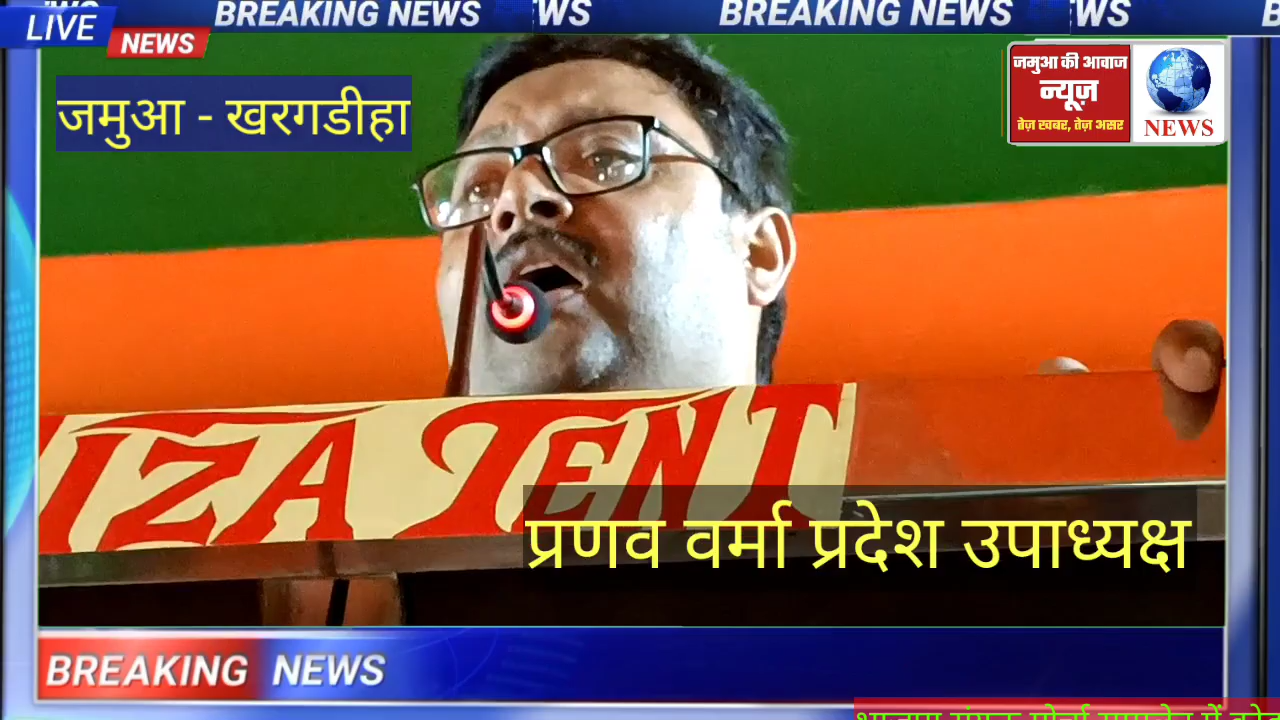 BREAKING NEWS
BREAKING NEWS
LIVE
NEWS
जमुआ - खरगडीहा
जमुआ की आवाज
न्यूज़
तेज़ खबर, तेज़ असर
NEWS
IZA TENT
प्रणव वर्मा प्रदेश उपाध्यक्ष
BREAKING NEWS